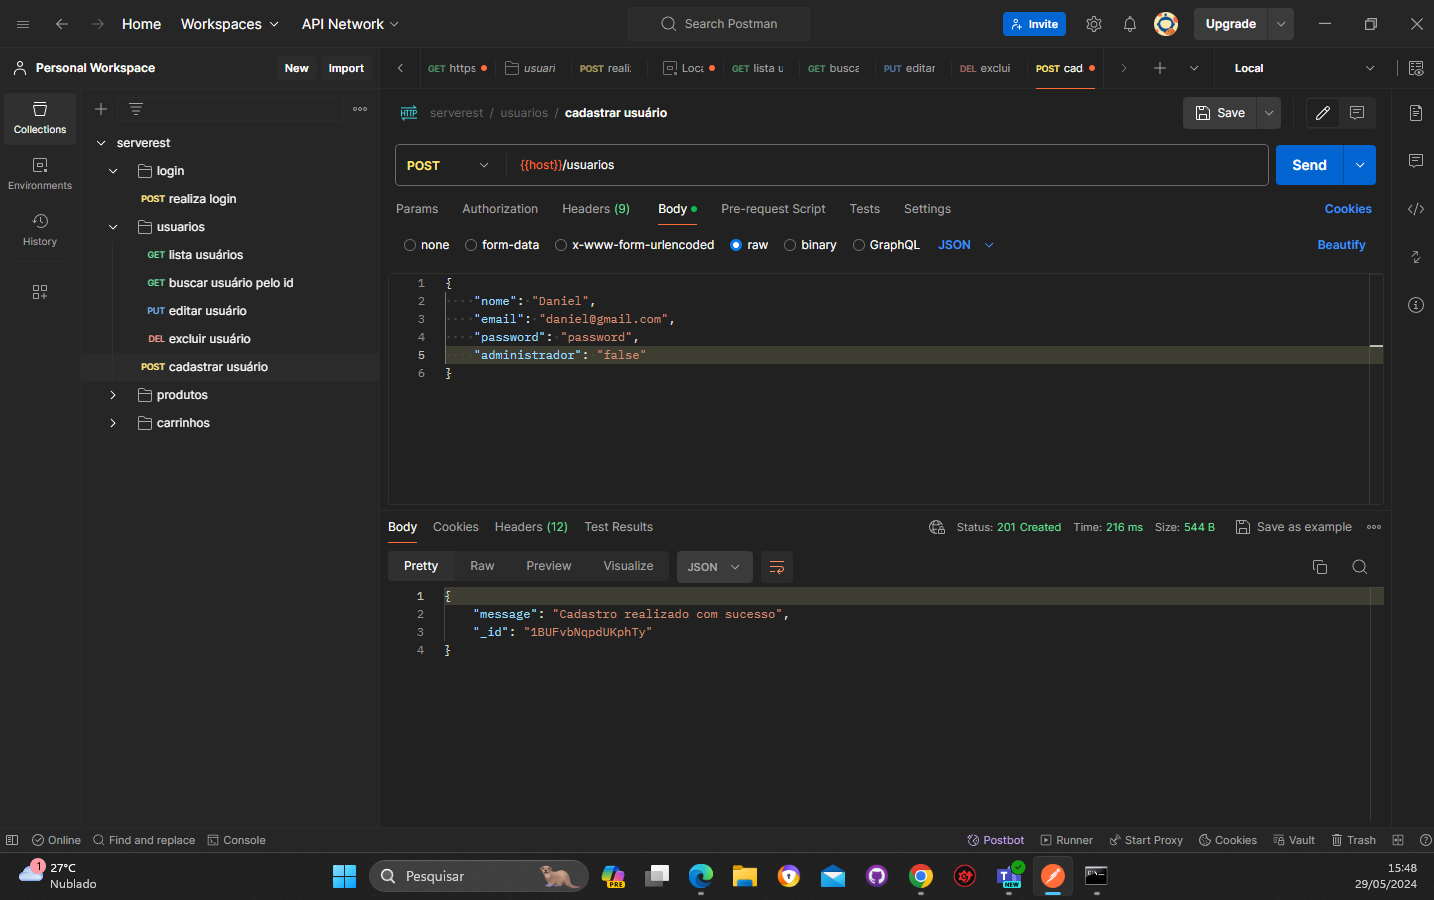 Home Workspaces API Network Search Postman Invite Upgrade
Personal Workspace New Import GET https usuari POST reali: Loca GET lista u GET busca PUT editar DEL exclui POST cad Local
Collections
Environments
History
serverest
login
POST realiza login
usuarios
GET lista usuários
GET buscar usuário pelo id
PUT editar usuário
DEL excluir usuário
POST cadastrar usuário
produtos
carrinhos
HTTP serverest / usuarios / cadastrar usuário Save
POST {{host}}/usuarios Send
Params Authorization Headers (9) Body Pre-request Script Tests Settings Cookies
none form-data x-www-form-urlencoded raw binary GraphQL JSON Beautify
1 {
2 "nome": "Daniel",
3 "email": "daniel@gmail.com",
4 "password": "password",
5 "administrador": "false"
6 }
Body Cookies Headers (12) Test Results Status: 201 Created Time: 216 ms Size: 544 B Save as example
Pretty Raw Preview Visualize JSON
1 {
2 "message": "Cadastro realizado com sucesso",
3 "_id": "1BUFvbNqpdUKphTy"
4 }
Online Find and replace Console Postbot Runner Start Proxy Cookies Vault Trash
1 27°C
Nublado
Pesquisar
PRE
NEW
15:48
29/05/2024